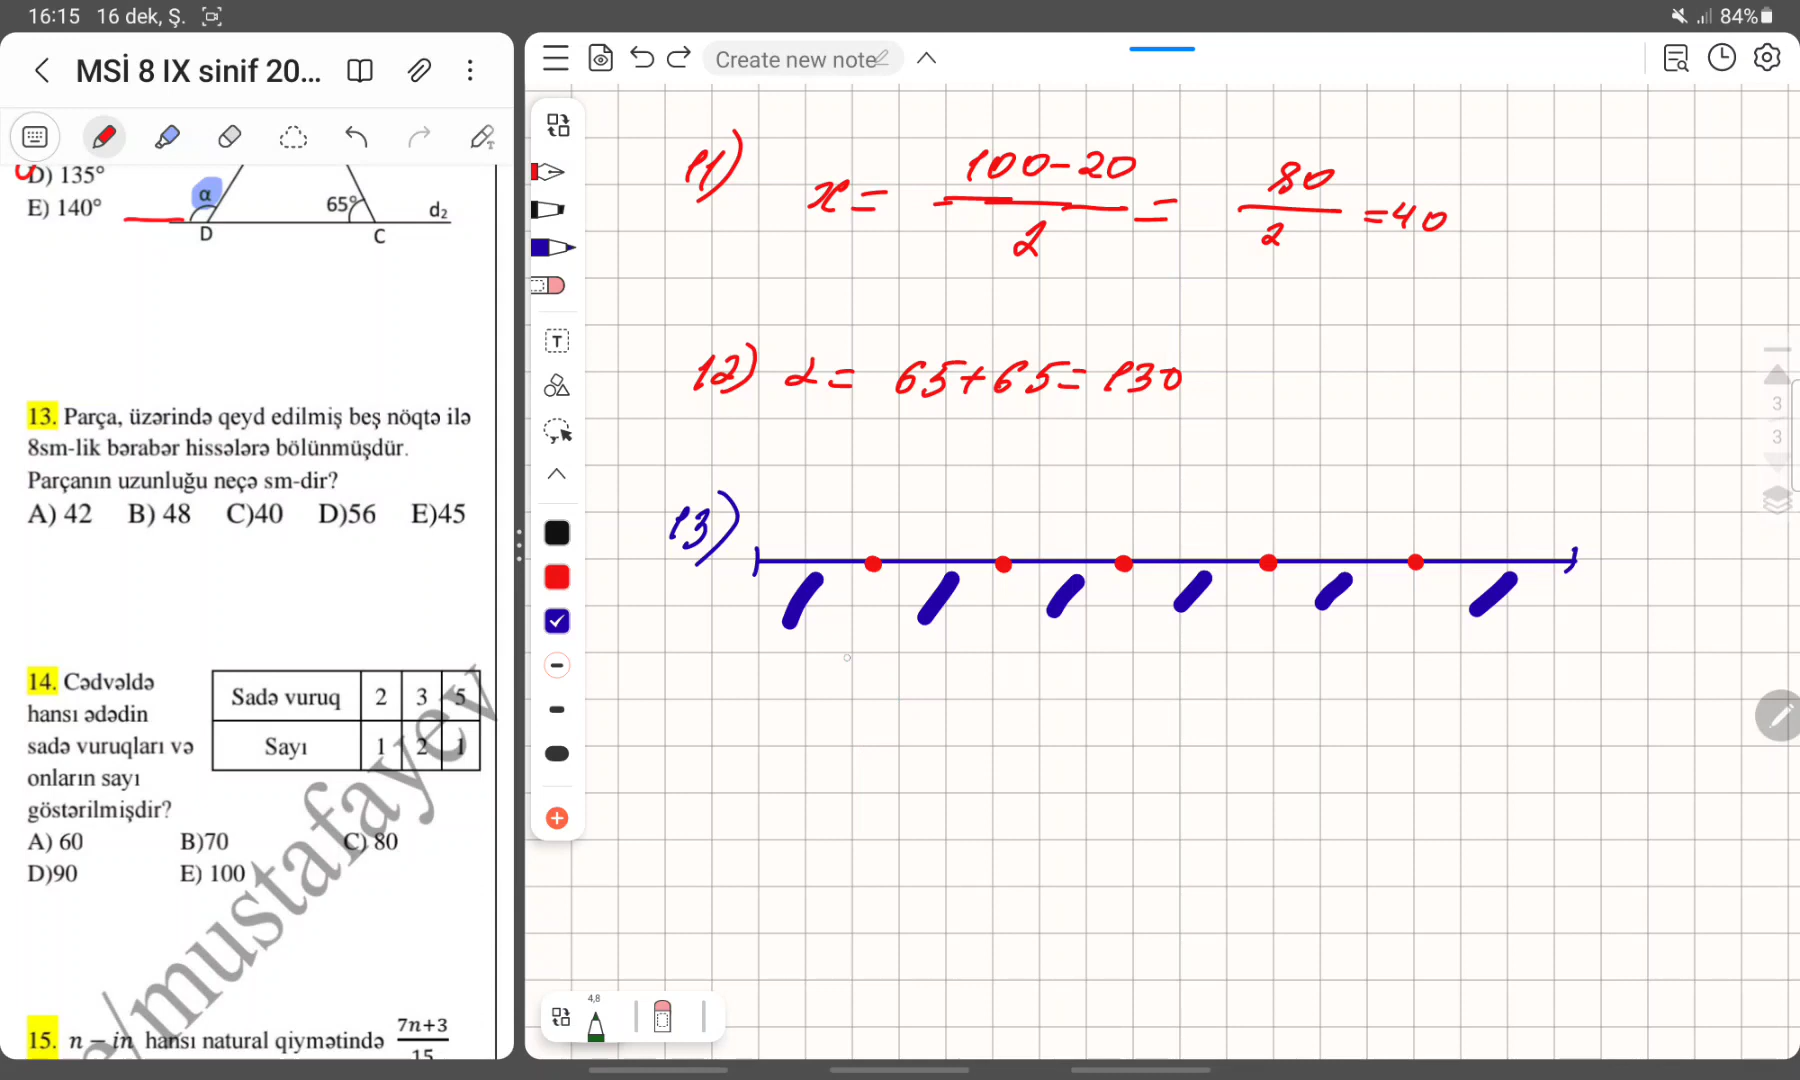 16:15 16 dek, Ş.
84%
MSİ 8 IX sinif 20...
D) 135°
E) 140°
α
65°
d₂
D
C
13. Parça, üzərində qeyd edilmiş beş nöqtə ilə
8sm-lik bərabər hissələrə bölünmüşdür.
Parçanın uzunluğu neçə sm-dir?
A) 42 B) 48 C)40 D)56 E)45
14. Cədvəldə
hansı ədədin
sadə vuruqları və
onların sayı
göstərilmişdir?
Sadə vuruq 2 3 5
Sayı 1 2 1
A) 60 B)70 C) 80
D)90 E) 100
15. n – in hansı natural qiymətində 7n+3
15
/mustafayev
Create new note
T
11) x = 100-20 / 2 = 80 / 2 = 40
12) α = 65+65= 130
13)
3
3
4,8